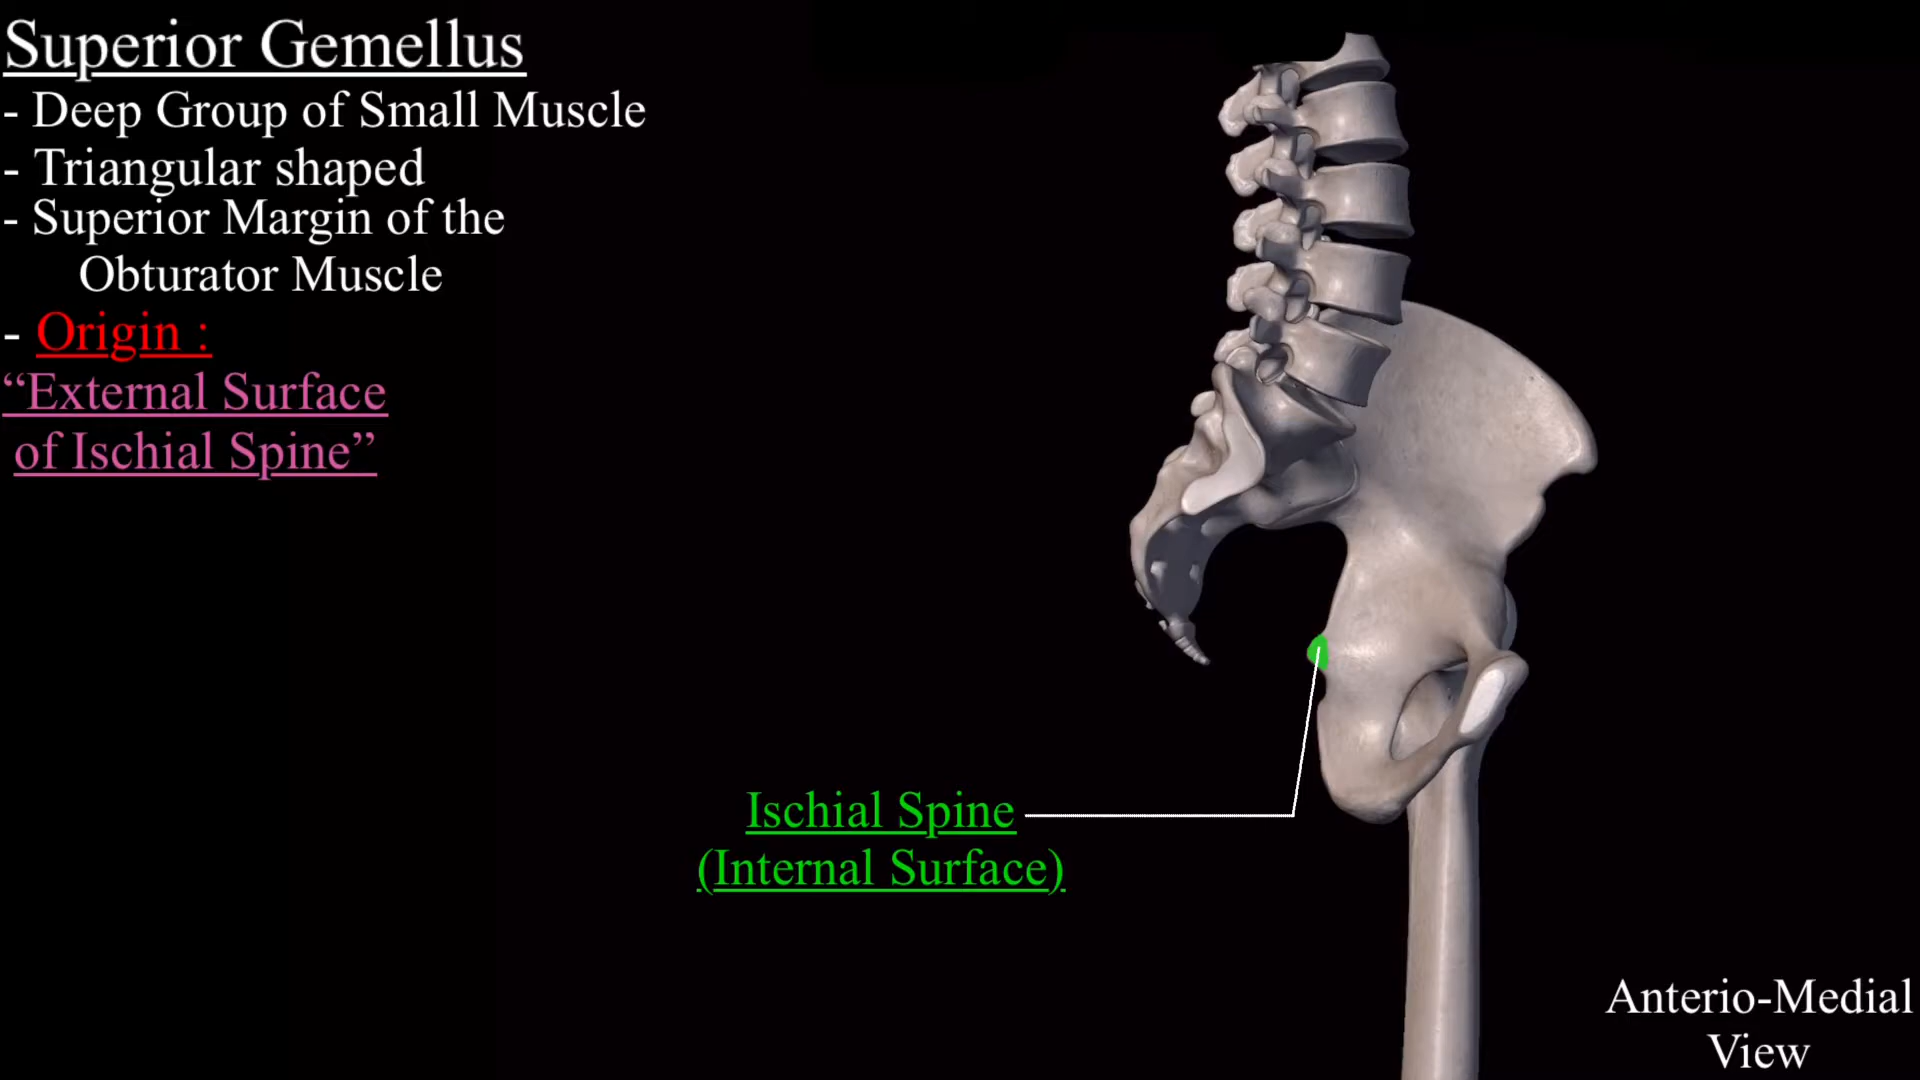 Superior Gemellus
- Deep Group of Small Muscle
- Triangular shaped
- Superior Margin of the
Obturator Muscle
- Origin :
“External Surface
of Ischial Spine”
Ischial Spine
(Internal Surface)
Anterio-Medial
View